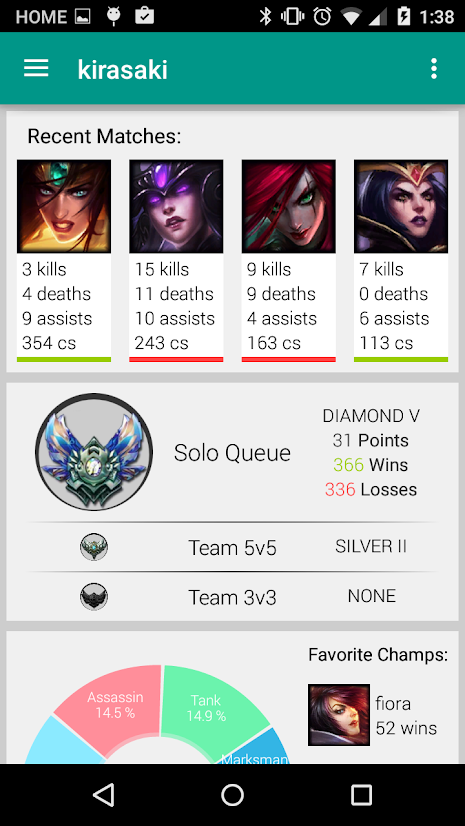 HOME 1:38
kirasaki
Recent Matches:
3 kills
4 deaths
9 assists
354 cs
15 kills
11 deaths
10 assists
243 cs
9 kills
9 deaths
4 assists
163 cs
7 kills
0 deaths
6 assists
113 cs
Solo Queue
DIAMOND V
31 Points
366 Wins
336 Losses
Team 5v5 SILVER II
Team 3v3 NONE
Favorite Champs:
Assassin
14.5 %
Tank
14.9 %
Marksman
fiora
52 wins